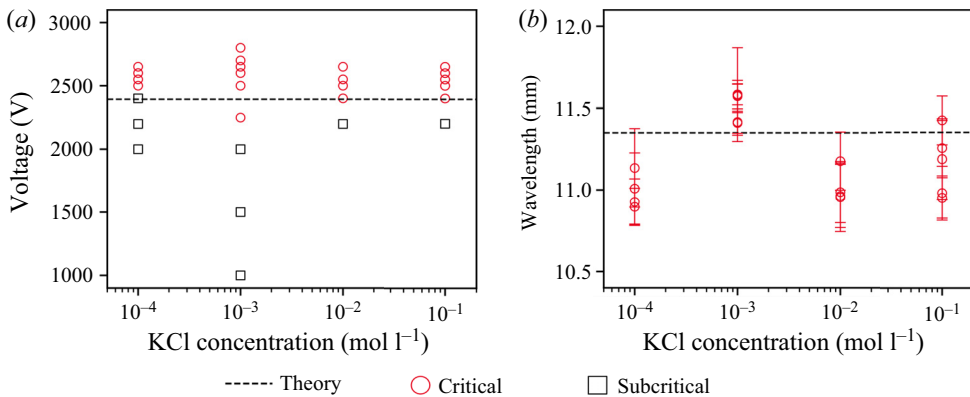 (a)
3000
2500
2000
1500
1000
Voltage (V)
10⁻⁴
10⁻³
10⁻²
10⁻¹
KCl concentration (mol l⁻¹)
(b)
12.0
11.5
11.0
10.5
Wavelength (mm)
10⁻⁴
10⁻³
10⁻²
10⁻¹
KCl concentration (mol l⁻¹)
Theory
Critical
Subcritical